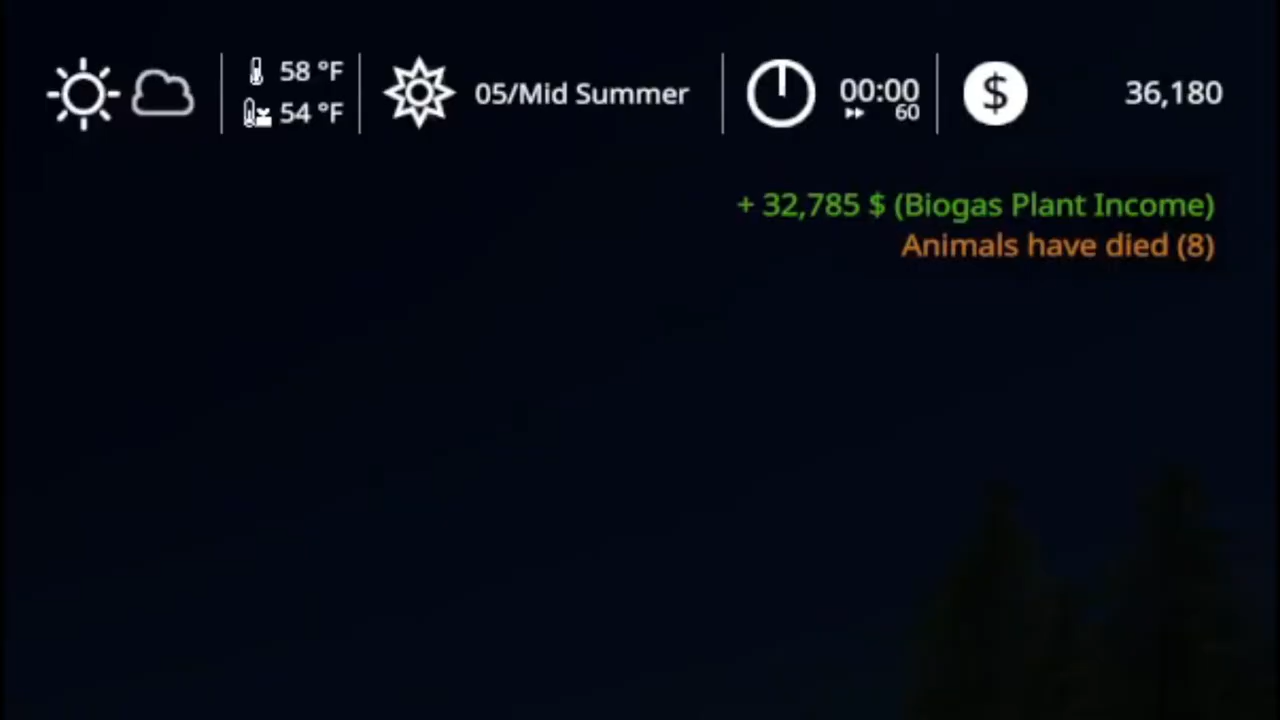 58 °F
54 °F
05/Mid Summer
00:00
60
$
36,180
+ 32,785 $ (Biogas Plant Income)
Animals have died (8)